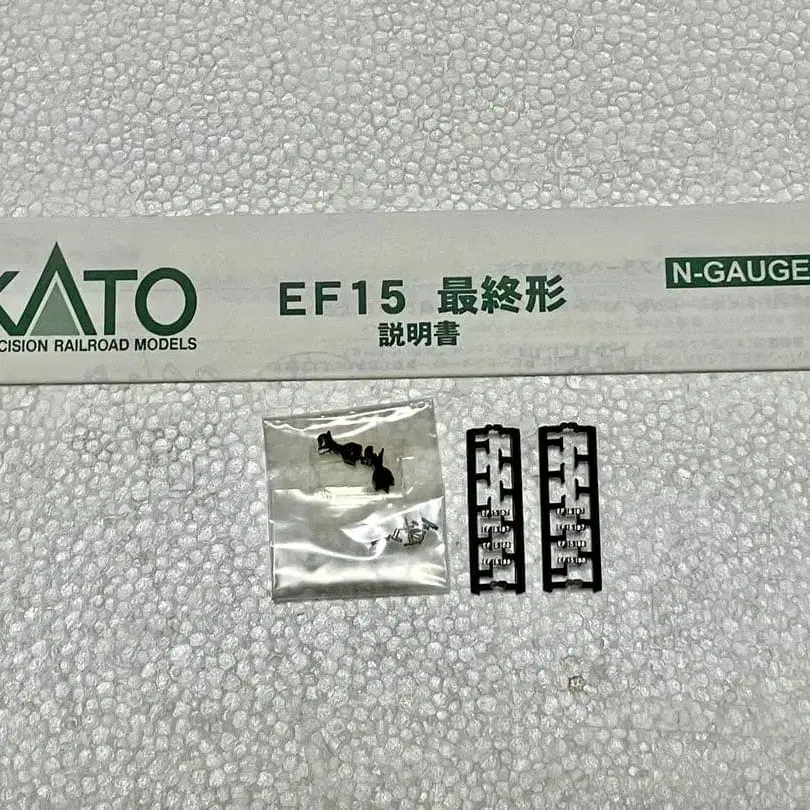 KATO
CISION RAILROAD MODELS
EF15 最終形
説明書
N-GAUGE